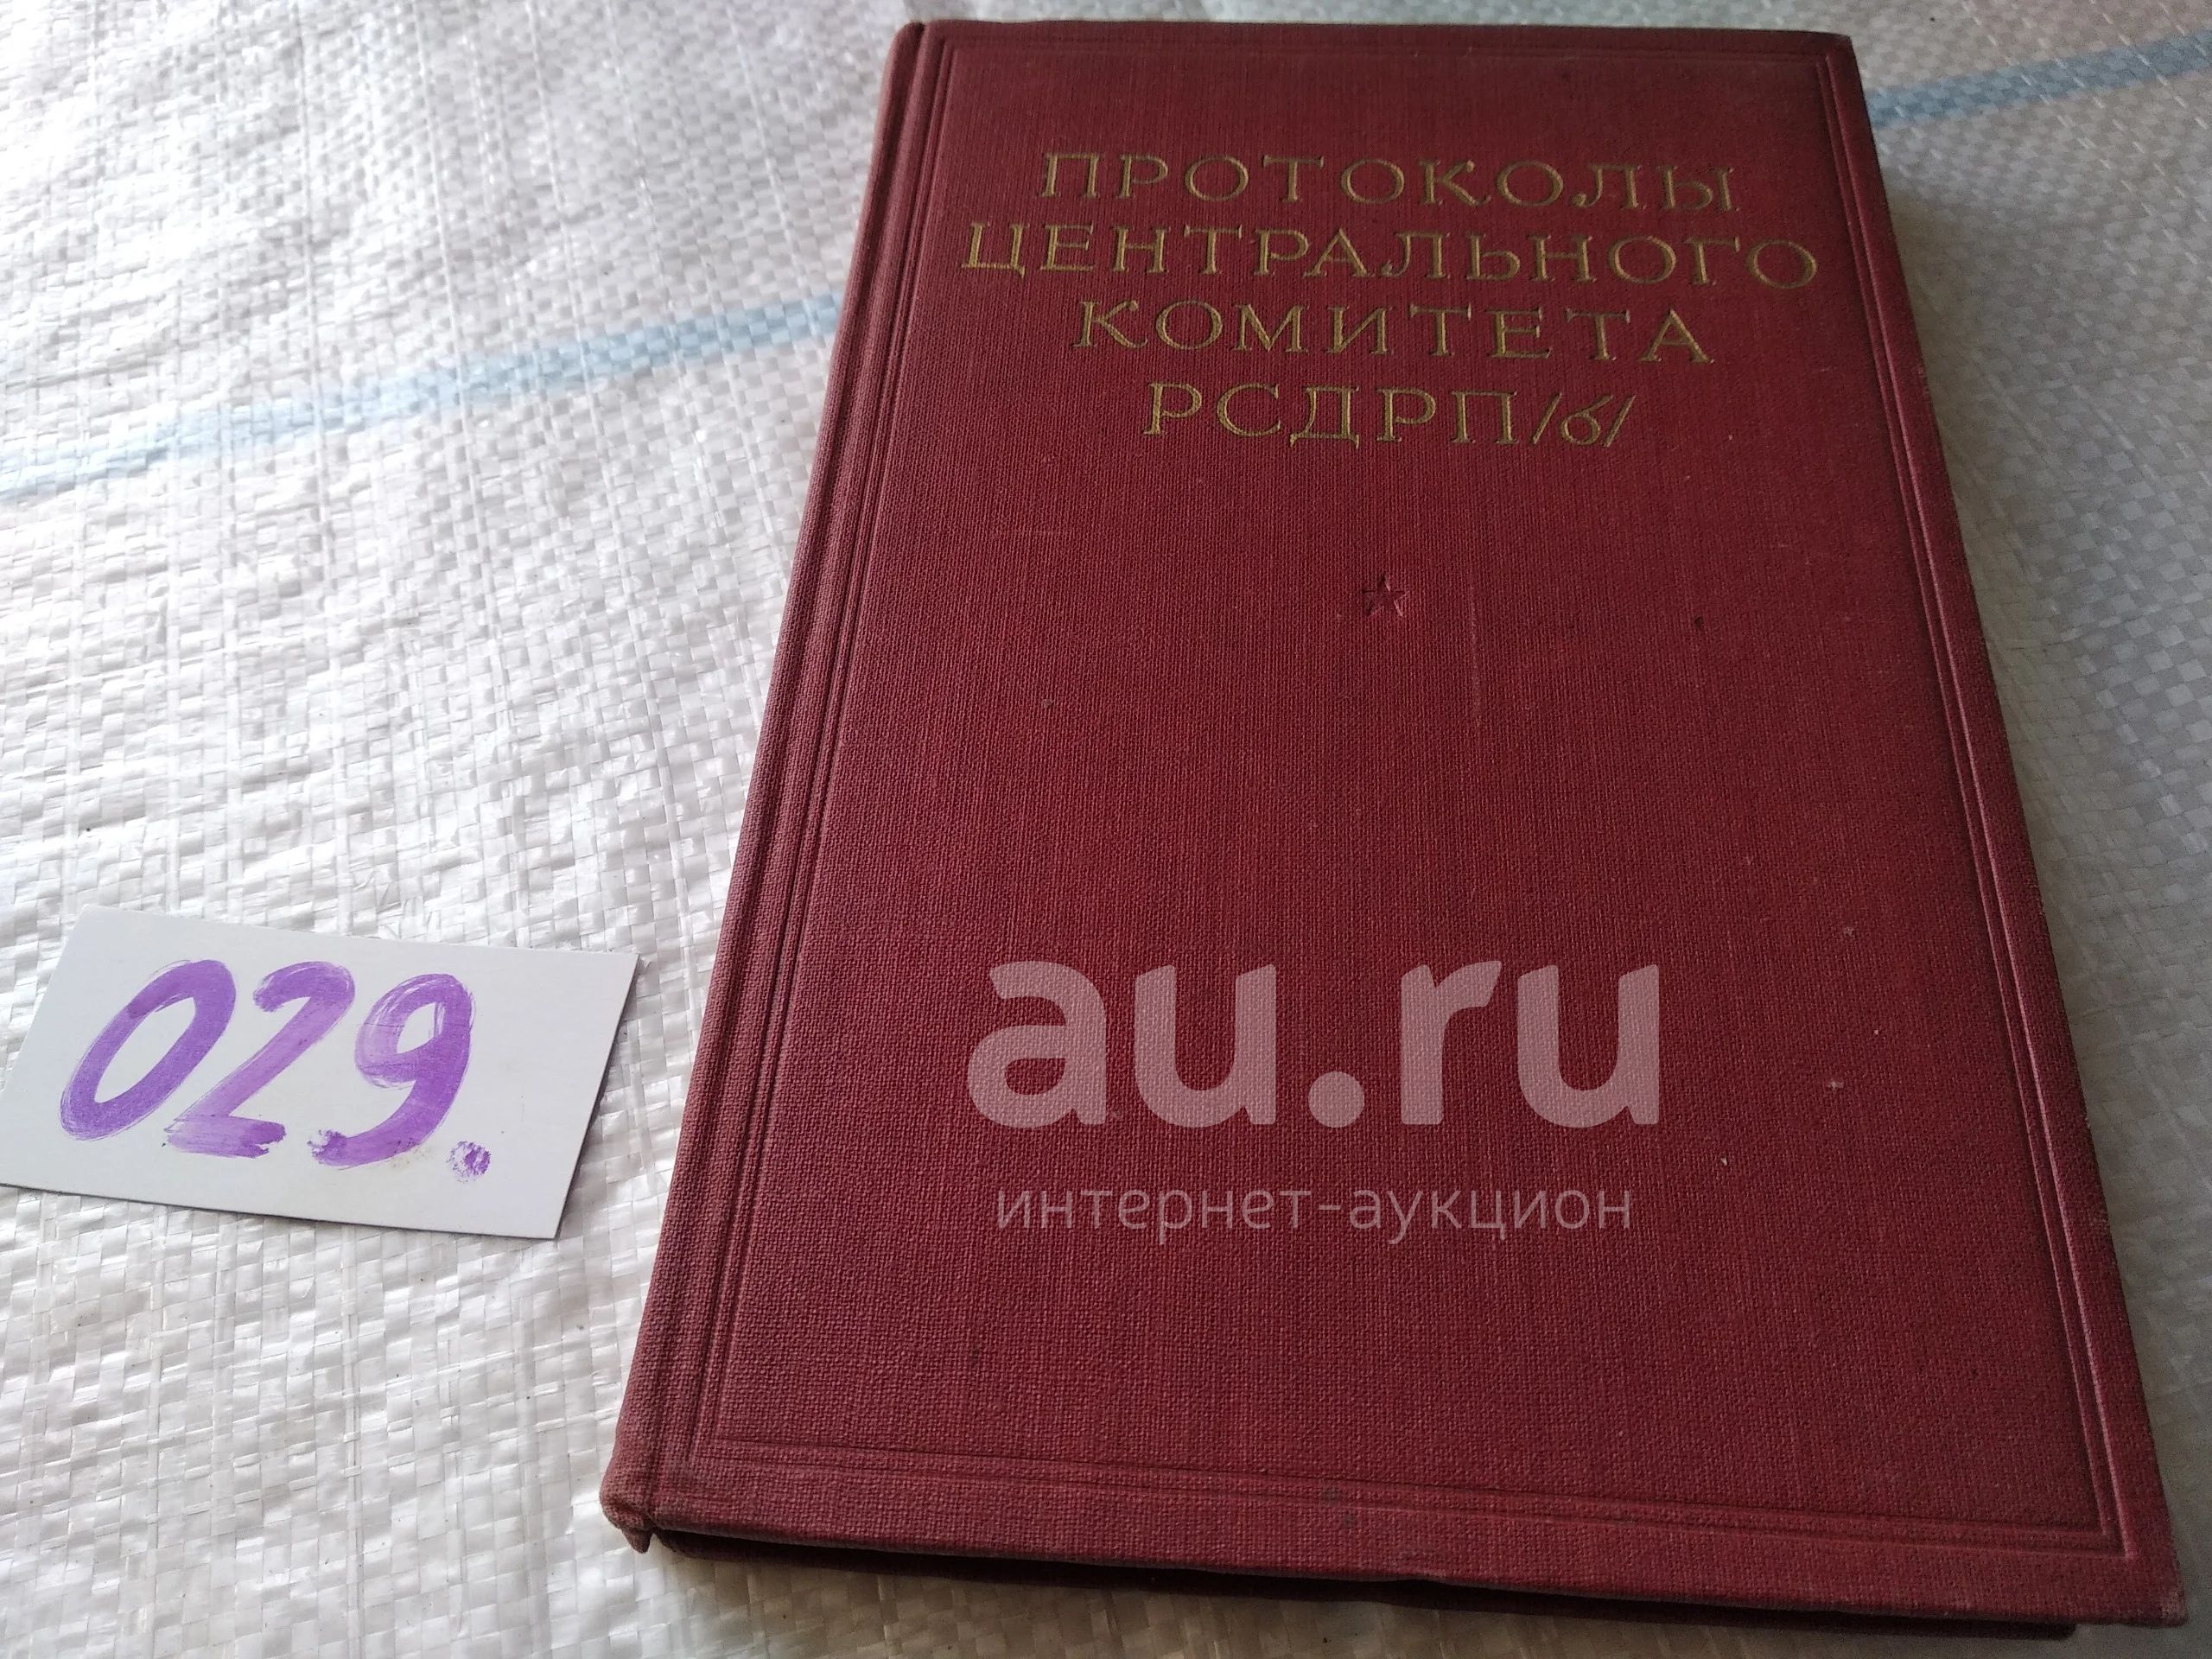 ПРОТОКОЛЫ
ЦЕНТРАЛЬНОГО
КОМИТЕТА
РСДРП/б/
029.
au.ru
интернет-аукцион